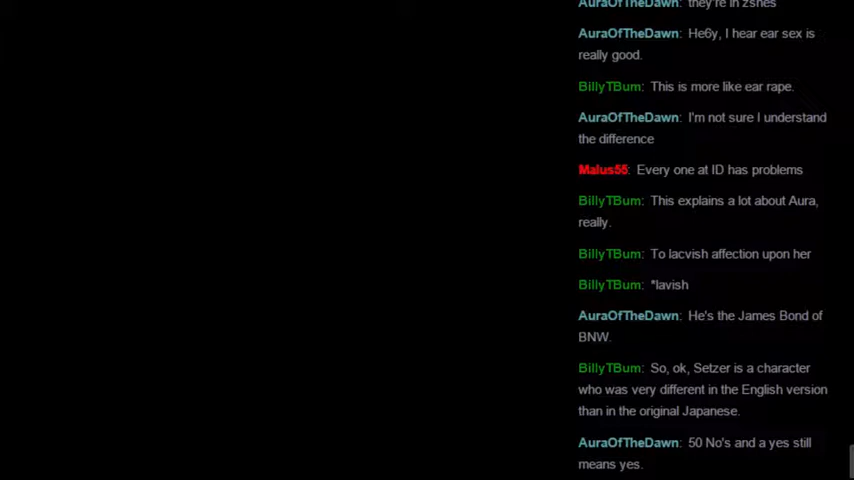 AuraOfTheDawn: they're in zsnes
AuraOfTheDawn: He6y, I hear ear sex is
really good.
BillyTBum: This is more like ear rape.
AuraOfTheDawn: I'm not sure I understand
the difference
Malus55: Every one at ID has problems
BillyTBum: This explains a lot about Aura,
really.
BillyTBum: To lacvish affection upon her
BillyTBum: *lavish
AuraOfTheDawn: He's the James Bond of
BNW.
BillyTBum: So, ok, Setzer is a character
who was very different in the English version
than in the original Japanese.
AuraOfTheDawn: 50 No's and a yes still
means yes.